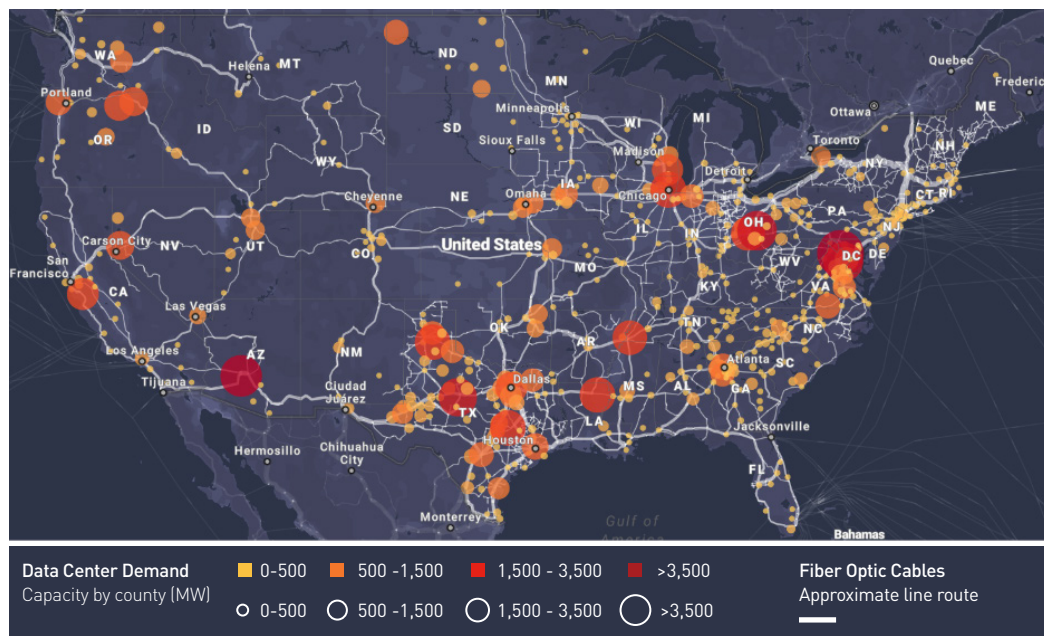 WA
ND
Quebec
Helena
MT
MN
Frederic
Portland
Minneapolis
Ottawa
ME
OR
ID
SD
WI
MI
Toronto
NH
Sioux Falls
Madison
WY
Detroit
NY
IA
CT
RI
Cheyenne
NE
Omaha
Chicago
PA
Carson City
NV
UT
United States
IL
IN
OH
NJ
San
Francisco
CO
MO
WV
DC
DE
CA
KY
VA
Las Vegas
OK
TN
NC
Los Angeles
AZ
NM
AR
Atlanta
SC
Tijuana
Ciudad
Juárez
Dallas
MS
AL
GA
TX
LA
Jacksonville
Hermosillo
Chihuahua
City
Houston
FL
Monterrey
Gulf of
America
Bahamas
Data Center Demand
Capacity by county (MW)
0-500
500 -1,500
1,500 - 3,500
>3,500
0-500
500 -1,500
1,500 - 3,500
>3,500
Fiber Optic Cables
Approximate line route